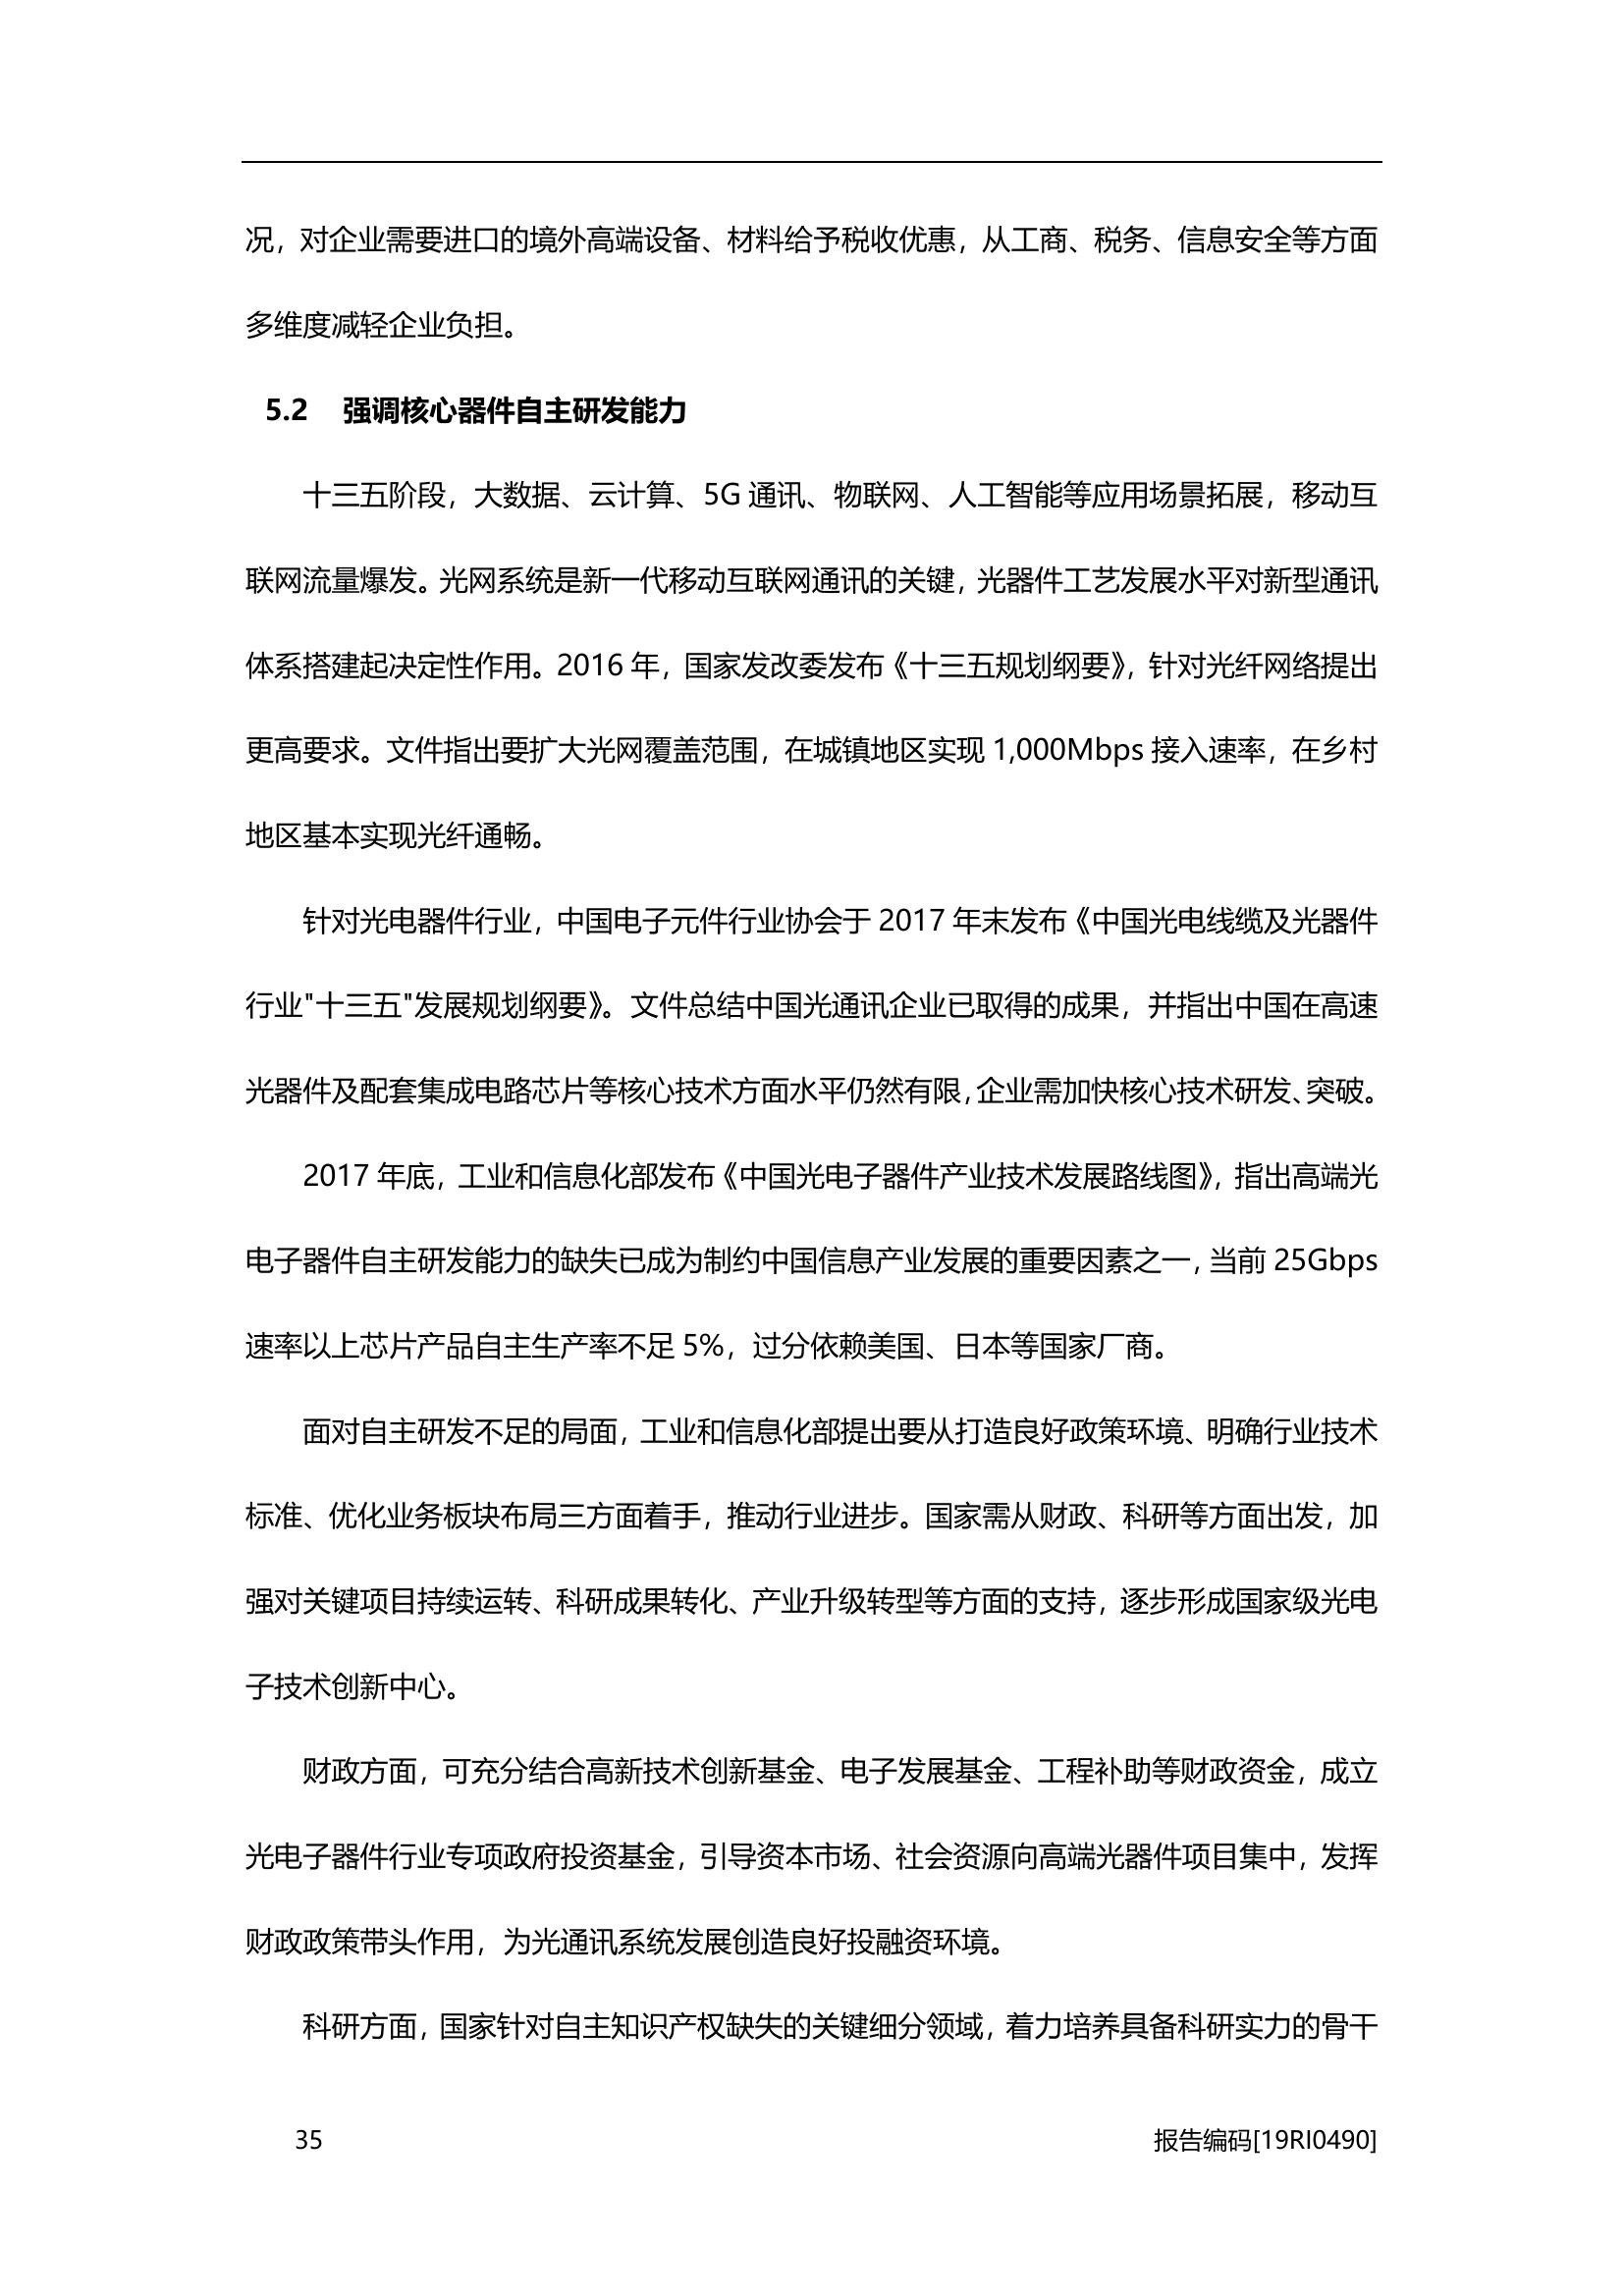 况，对企业需要进口的境外高端设备、材料给予税收优惠，从工商、税务、信息安全等方面
多维度减轻企业负担。
5.2 强调核心器件自主研发能力
十三五阶段，大数据、云计算、5G 通讯、物联网、人工智能等应用场景拓展，移动互
联网流量爆发。光网系统是新一代移动互联网通讯的关键，光器件工艺发展水平对新型通讯
体系搭建起决定性作用。2016 年，国家发改委发布《十三五规划纲要》，针对光纤网络提出
更高要求。文件指出要扩大光网覆盖范围，在城镇地区实现 1,000Mbps 接入速率，在乡村
地区基本实现光纤通畅。
针对光电器件行业，中国电子元件行业协会于 2017 年末发布《中国光电线缆及光器件
行业"十三五"发展规划纲要》。文件总结中国光通讯企业已取得的成果，并指出中国在高速
光器件及配套集成电路芯片等核心技术方面水平仍然有限，企业需加快核心技术研发、突破。
2017 年底，工业和信息化部发布《中国光电子器件产业技术发展路线图》，指出高端光
电子器件自主研发能力的缺失已成为制约中国信息产业发展的重要因素之一，当前 25Gbps
速率以上芯片产品自主生产率不足 5%，过分依赖美国、日本等国家厂商。
面对自主研发不足的局面，工业和信息化部提出要从打造良好政策环境、明确行业技术
标准、优化业务板块布局三方面着手，推动行业进步。国家需从财政、科研等方面出发，加
强对关键项目持续运转、科研成果转化、产业升级转型等方面的支持，逐步形成国家级光电
子技术创新中心。
财政方面，可充分结合高新技术创新基金、电子发展基金、工程补助等财政资金，成立
光电子器件行业专项政府投资基金，引导资本市场、社会资源向高端光器件项目集中，发挥
财政政策带头作用，为光通讯系统发展创造良好投融资环境。
科研方面，国家针对自主知识产权缺失的关键细分领域，着力培养具备科研实力的骨干
35 报告编码[19RI0490]